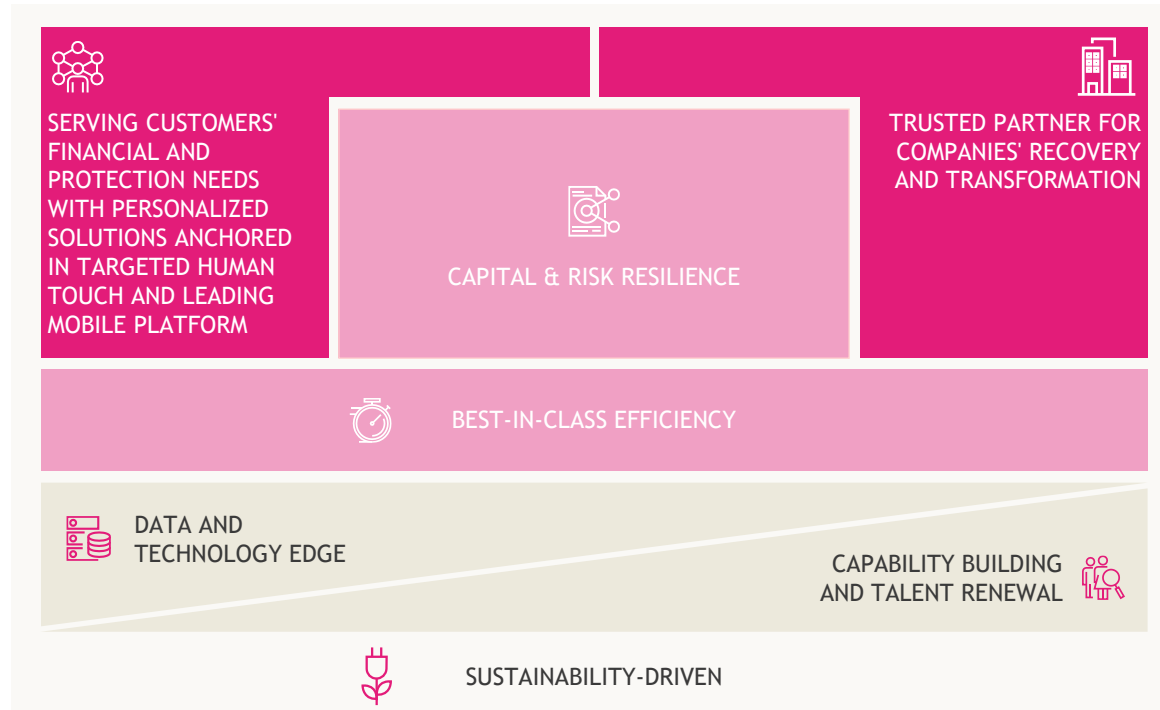 SERVING CUSTOMERS'
FINANCIAL AND
PROTECTION NEEDS
WITH PERSONALIZED
SOLUTIONS ANCHORED
IN TARGETED HUMAN
TOUCH AND LEADING
MOBILE PLATFORM
TRUSTED PARTNER FOR
COMPANIES' RECOVERY
AND TRANSFORMATION
CAPITAL & RISK RESILIENCE
BEST-IN-CLASS EFFICIENCY
DATA AND
TECHNOLOGY EDGE
CAPABILITY BUILDING
AND TALENT RENEWAL
SUSTAINABILITY-DRIVEN